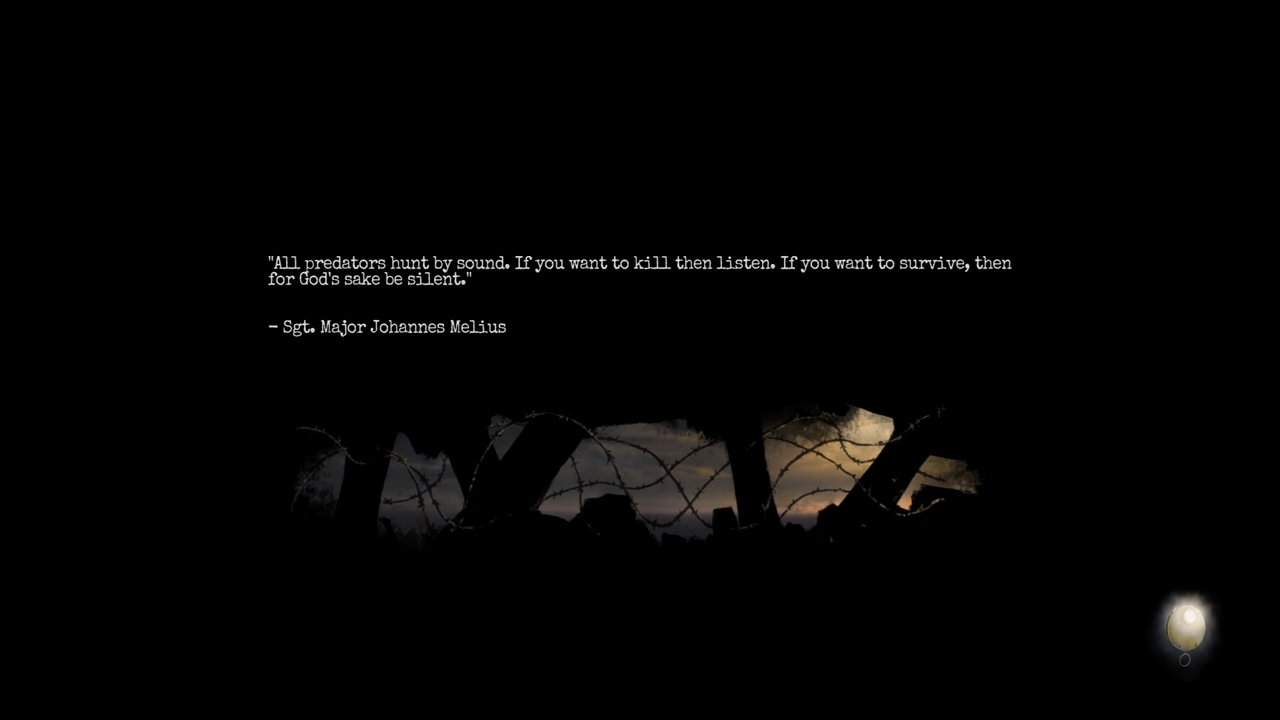 "All predators hunt by sound. If you want to kill then listen. If you want to survive, then
for God's sake be silent."
- Sgt. Major Johannes Melius